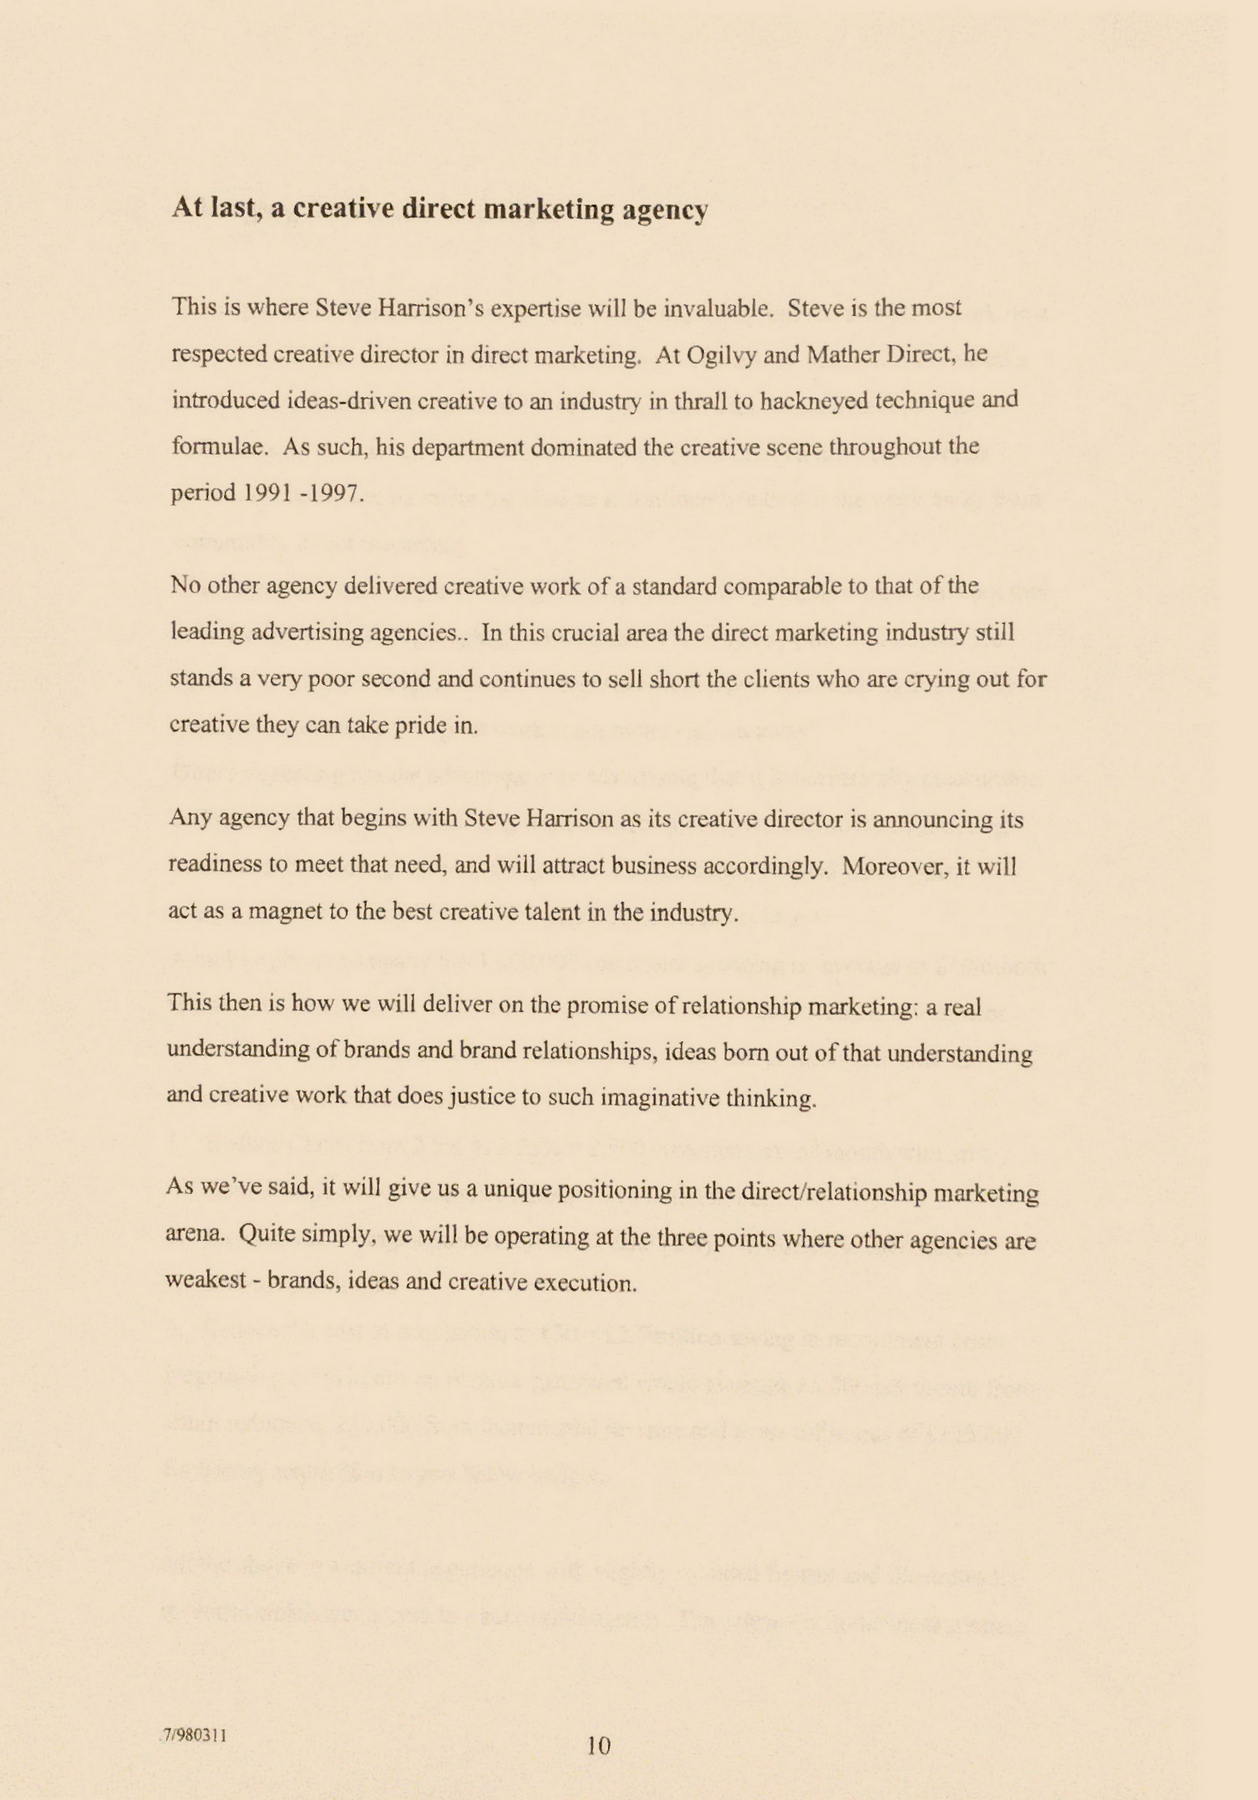 At last, a creative direct marketing agency
This is where Steve Harrison's expertise will be invaluable. Steve is the most
respected creative director in direct marketing. At Ogilvy and Mather Direct, he
introduced ideas-driven creative to an industry in thrall to hackneyed technique and
formulae. As such, his department dominated the creative scene throughout the
period 1991 -1997.
No other agency delivered creative work of a standard comparable to that of the
leading advertising agencies.. In this crucial area the direct marketing industry still
stands a very poor second and continues to sell short the clients who are crying out for
creative they can take pride in.
Any agency that begins with Steve Harrison as its creative director is announcing its
readiness to meet that need, and will attract business accordingly. Moreover, it will
act as a magnet to the best creative talent in the industry.
This then is how we will deliver on the promise of relationship marketing: a real
understanding of brands and brand relationships, ideas born out of that understanding
and creative work that does justice to such imaginative thinking.
As we've said, it will give us a unique positioning in the direct/relationship marketing
arena. Quite simply, we will be operating at the three points where other agencies are
weakest - brands, ideas and creative execution.
.7/980311
10